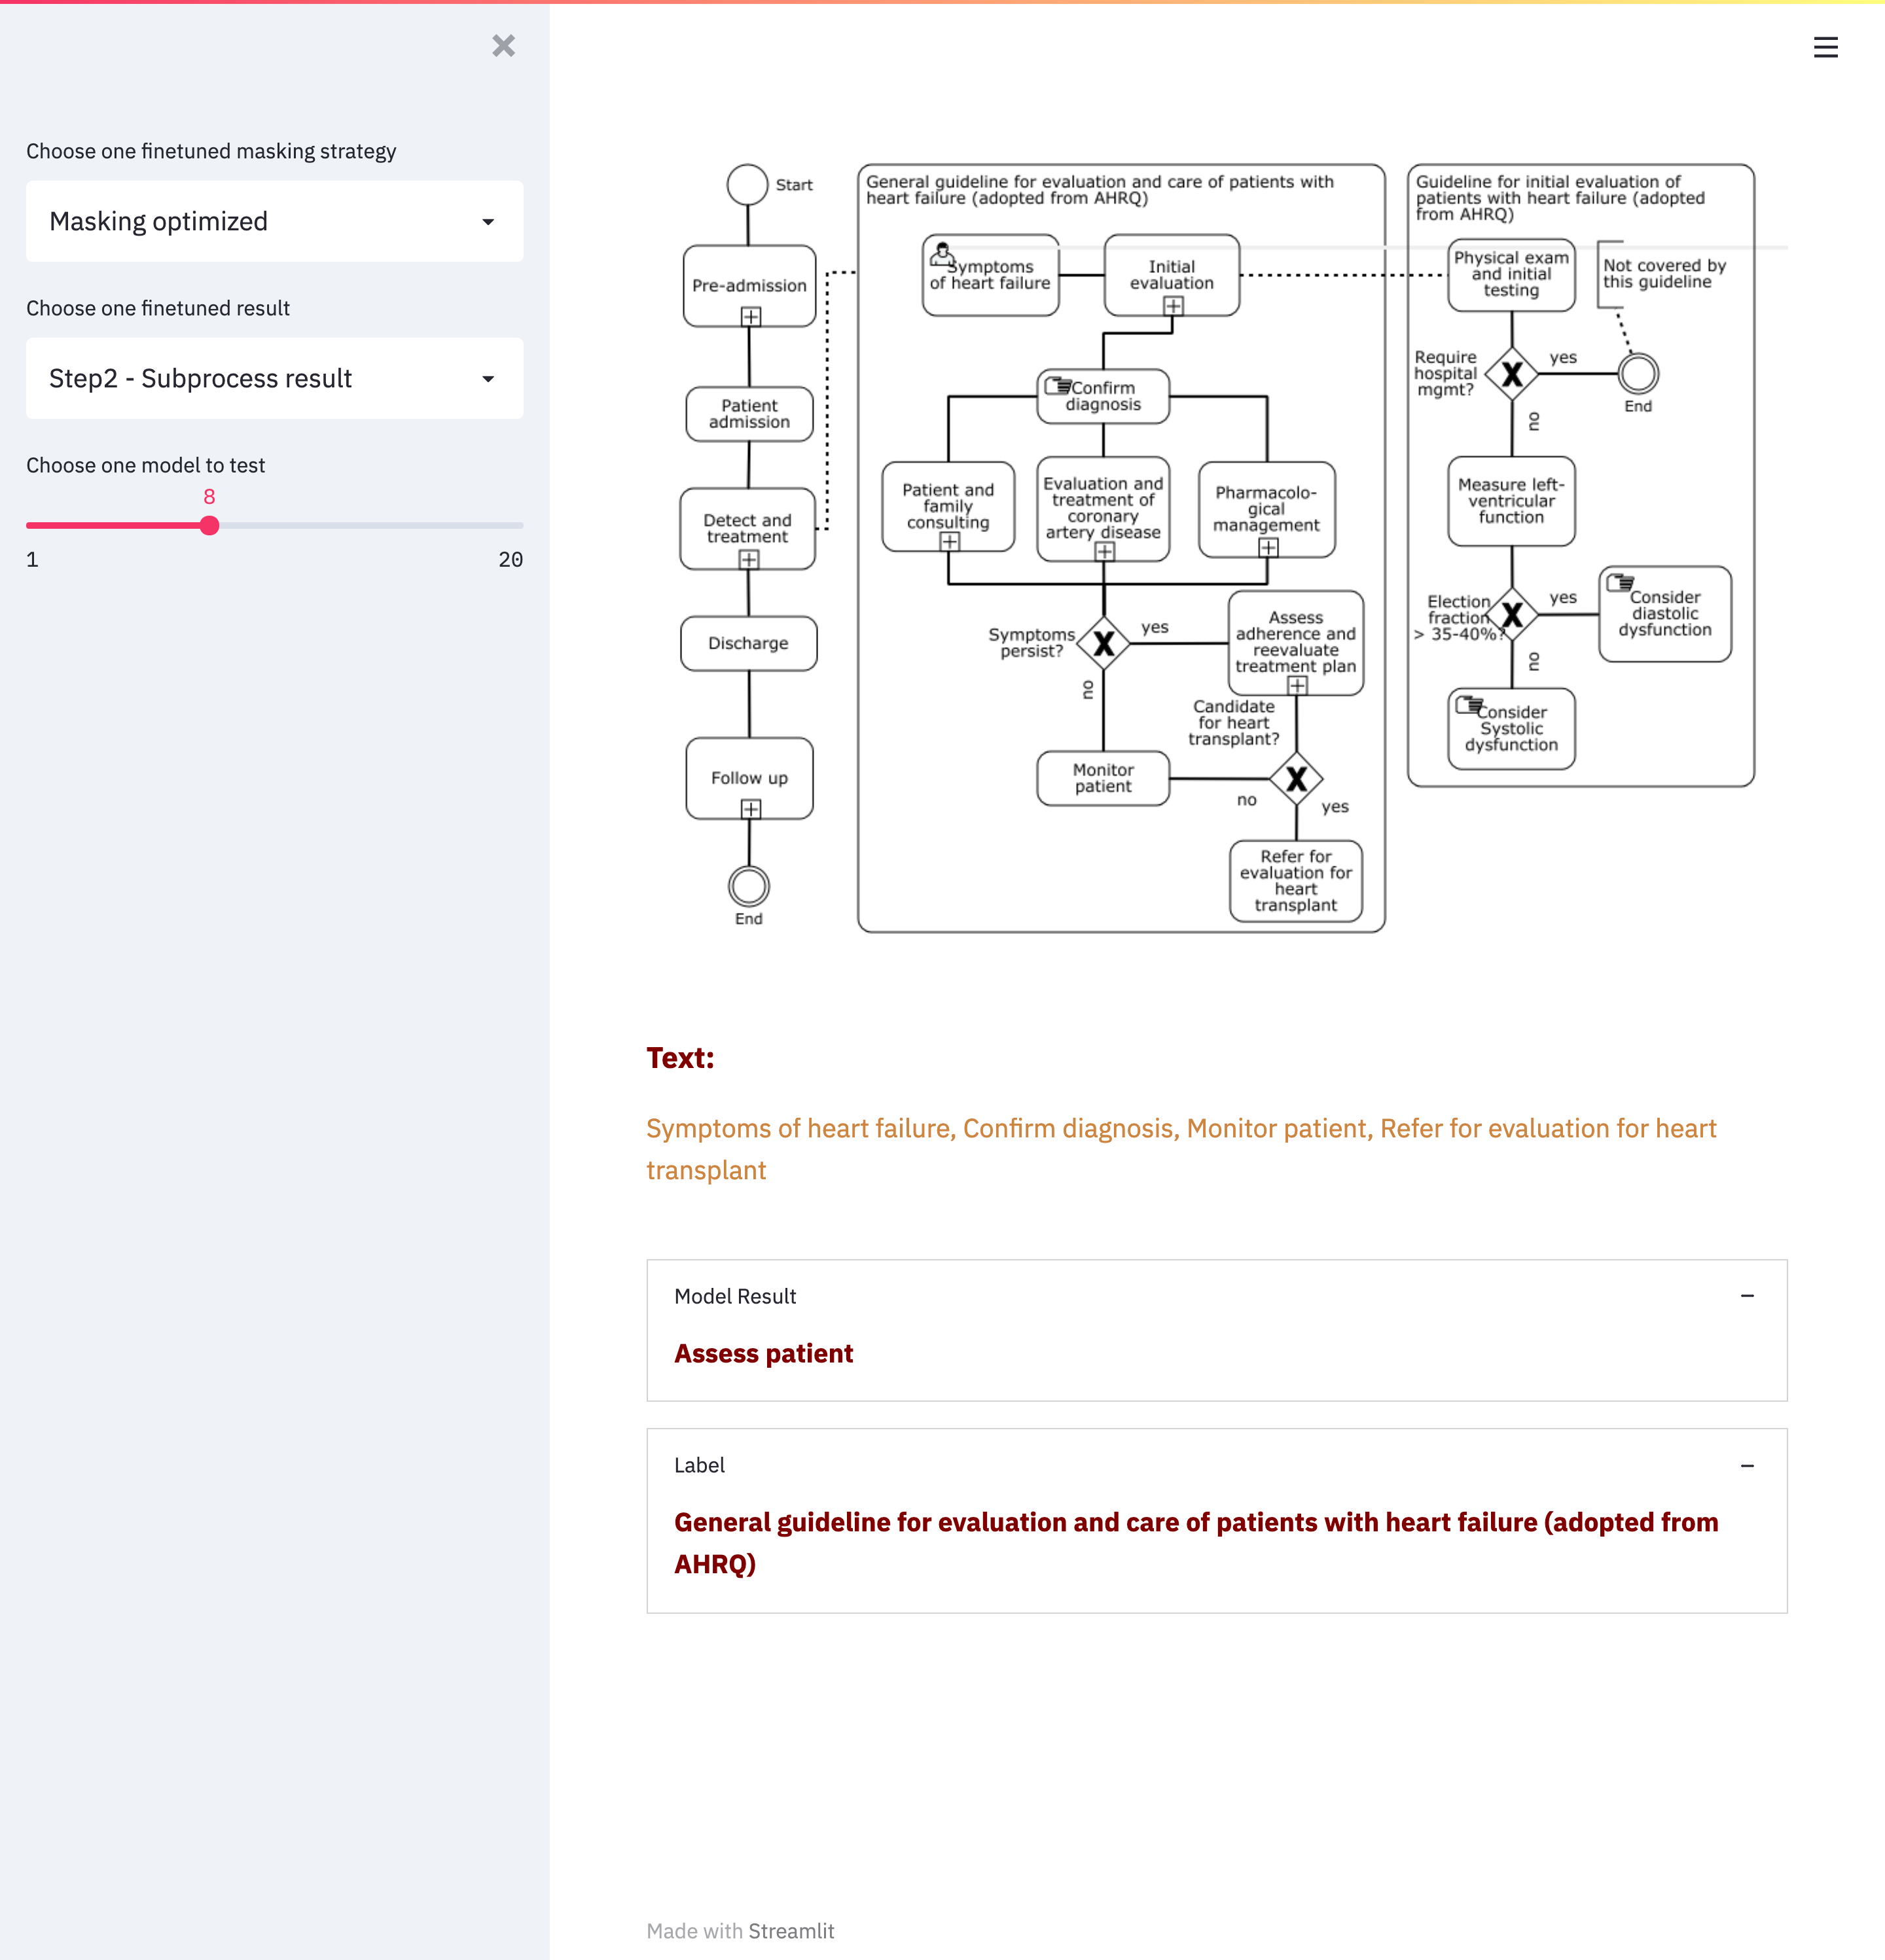 Choose one finetuned masking strategy
Masking optimized
Choose one finetuned result
Step2 - Subprocess result
Choose one model to test
8
1
20
Start
Pre-admission
Patient
admission
Detect and
treatment
Discharge
Follow up
End
General guideline for evaluation and care of patients with
heart failure (adopted from AHRQ)
Symptoms
of heart failure
Initial
evaluation
Confirm
diagnosis
Patient and
family
consulting
Evaluation and
treatment of
coronary
artery disease
Pharmacolo-
gical
management
Symptoms
persist?
yes
no
Assess
adherence and
reevaluate
treatment plan
Candidate
for heart
transplant?
Monitor
patient
no
yes
Refer for
evaluation for
heart
transplant
Guideline for initial evaluation of
patients with heart failure (adopted
from AHRQ)
Physical exam
and initial
testing
Not covered by
this guideline
Require
hospital
mgmt?
yes
End
no
Measure left-
ventricular
function
Election
fraction
> 35-40%?
yes
no
Consider
diastolic
dysfunction
Consider
Systolic
dysfunction
Text:
Symptoms of heart failure, Confirm diagnosis, Monitor patient, Refer for evaluation for heart
transplant
Model Result
Assess patient
Label
General guideline for evaluation and care of patients with heart failure (adopted from
AHRQ)
Made with Streamlit